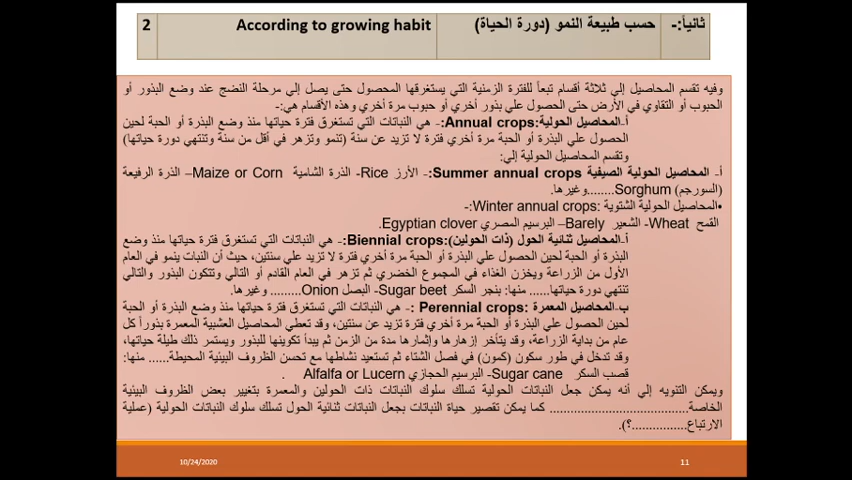 ثانياً:- حسب طبيعة النمو (دورة الحياة) According to growing habit 2
وفيه تقسم المحاصيل إلي ثلاثة أقسام تبعاً للفترة الزمنية التي يستغرقها المحصول حتى يصل إلي مرحلة النضج عند وضع البذور أو
الحبوب أو التقاوي في الأرض حتى الحصول علي بذور أخري أو حبوب مرة أخري وهذه الأقسام هي:-
أ-المحاصيل الحولية:Annual crops:- هي النباتات التي تستغرق فترة حياتها منذ وضع البذرة أو الحبة لحين
الحصول علي البذرة أو الحبة مرة أخري فترة لا تزيد عن سنة (تنمو وتزهر في أقل من سنة وتنتهي دورة حياتها)
وتقسم المحاصيل الحولية إلي:
أ- المحاصيل الحولية الصيفية Summer annual crops:- الأرز Rice- الذرة الشامية Maize or Corn– الذرة الرفيعة
(السورجم) Sorghum........وغيرها.
•المحاصيل الحولية الشتوية :Winter annual crops:-
القمح Wheat- الشعير Barely– البرسيم المصري Egyptian clover.
أ-المحاصيل ثنائية الحول (ذات الحولين):Biennial crops:- هي النباتات التي تستغرق فترة حياتها منذ وضع
البذرة أو الحبة لحين الحصول علي البذرة أو الحبة مرة أخري فترة لا تزيد علي سنتين، حيث أن النبات ينمو في العام
الأول من الزراعة ويخزن الغذاء في المجموع الخضري ثم تزهر في العام القادم أو التالي وتتكون البذور وبالتالي
تنتهي دورة حياتها...... منها: بنجر السكر Sugar beet- البصل Onion......... وغيرها.
ب-المحاصيل المعمرة :Perennial crops :- هي النباتات التي تستغرق فترة حياتها منذ وضع البذرة أو الحبة
لحين الحصول علي البذرة أو الحبة مرة أخري فترة تزيد عن سنتين، وقد تعطي المحاصيل العشبية المعمرة بذوراً كل
عام من بداية الزراعة، وقد يتأخر إزهارها وإثمارها مدة من الزمن ثم يبدأ تكوينها للبذور ويستمر ذلك طيلة حياتها،
وقد تدخل في طور سكون (كمون) في فصل الشتاء ثم تستعيد نشاطها مع تحسن الظروف البيئية المحيطة...... منها:
قصب السكر Sugar cane- البرسيم الحجازي Alfalfa or Lucern .
ويمكن التنويه إلي أنه يمكن جعل النباتات الحولية تسلك سلوك النباتات ذات الحولين والمعمرة بتغيير بعض الظروف البيئية
الخاصة........................................ كما يمكن تقصير حياة النباتات بجعل النباتات ثنائية الحول تسلك سلوك النباتات الحولية (عملية
الارتباع................؟).
10/24/2020 11